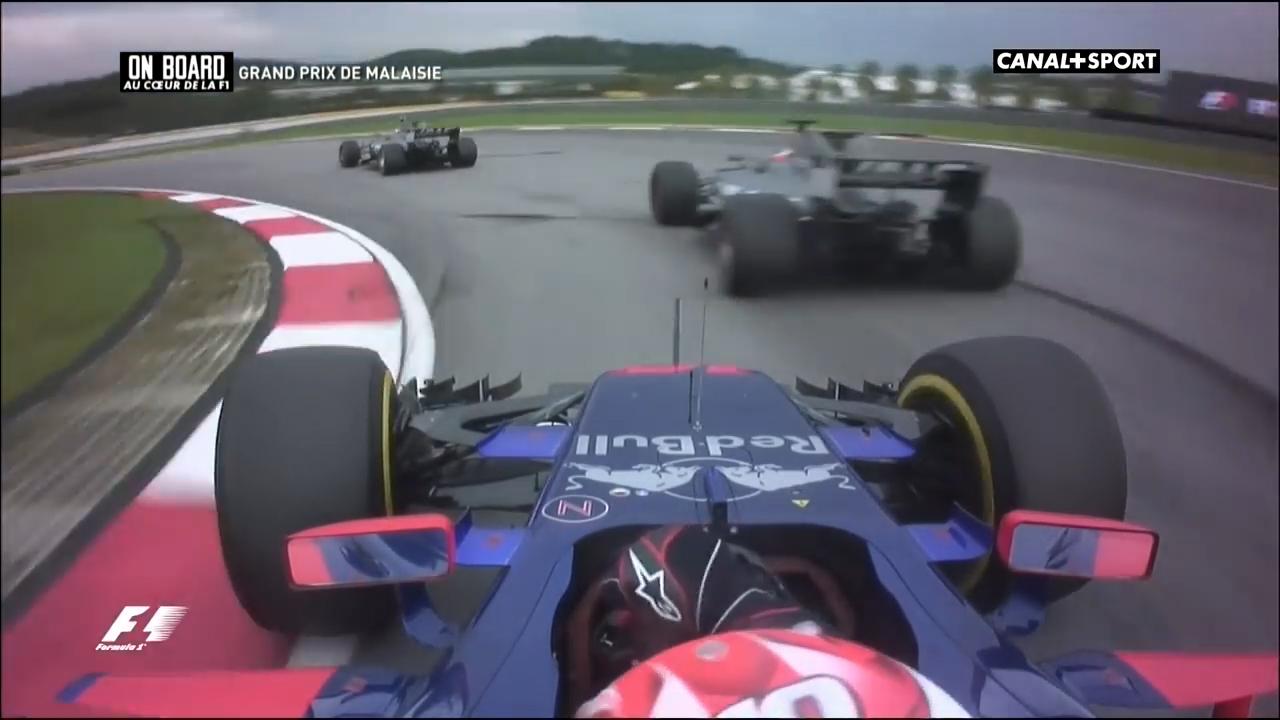 ON BOARD
AU CŒUR DE LA F1
GRAND PRIX DE MALAISIE
CANAL+SPORT
Red Bull
F1
Formula 1